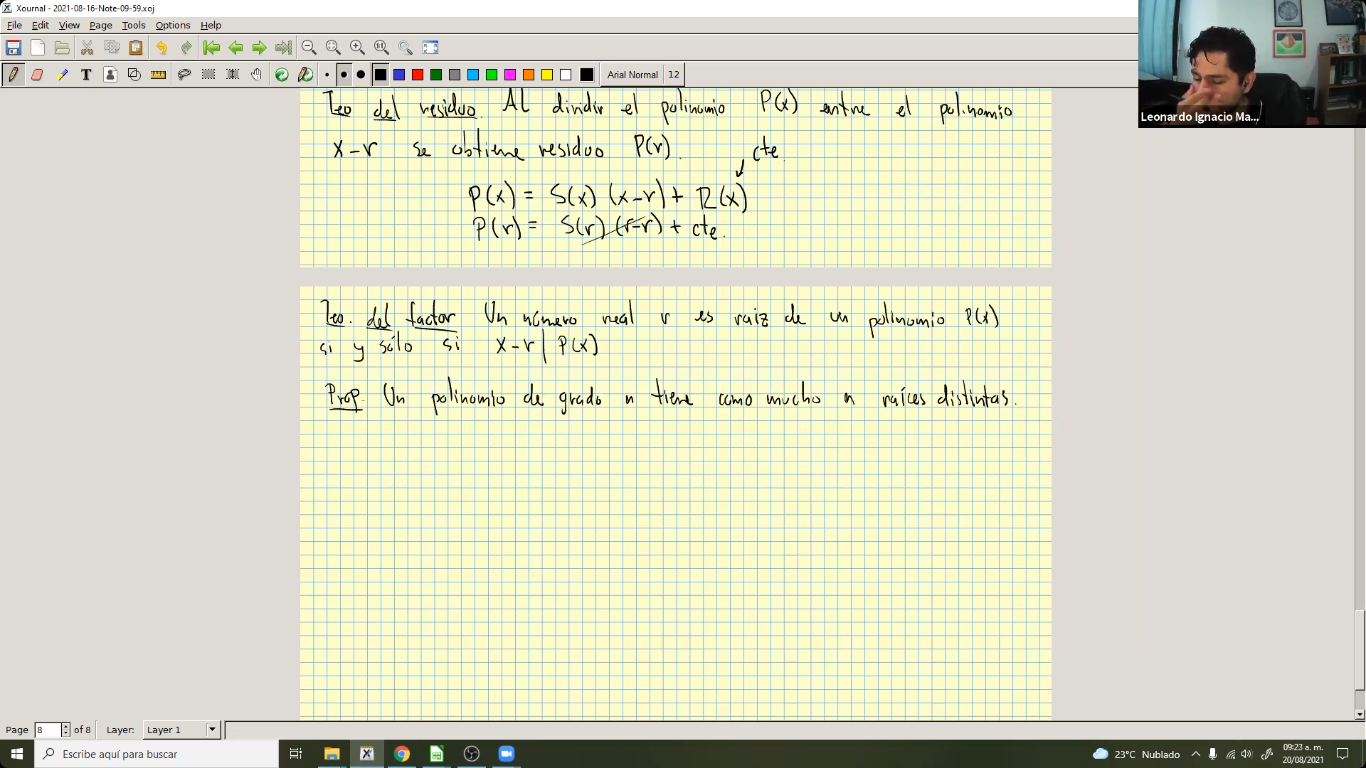 Xournal - 2021-08-16-Note-09-59.xoj
File Edit View Page Tools Options Help
Arial Normal 12
Leonardo Ignacio Ma...
Teo del residuo. Al dividir el polinomio P(x) entre el polinomio
x-r se obtiene residuo P(r).
cte.
P(x) = S(x) (x-r) + R(x)
P(r) = S(r) (r-r) + cte.
Teo. del factor Un número real r es raíz de un polinomio P(x)
si y sólo si x-r | P(x)
Prop. Un polinomio de grado n tiene como mucho n raíces distintas.
Page 8 of 8 Layer: Layer 1
Escribe aquí para buscar
23°C Nublado
09:23 a. m.
20/08/2021